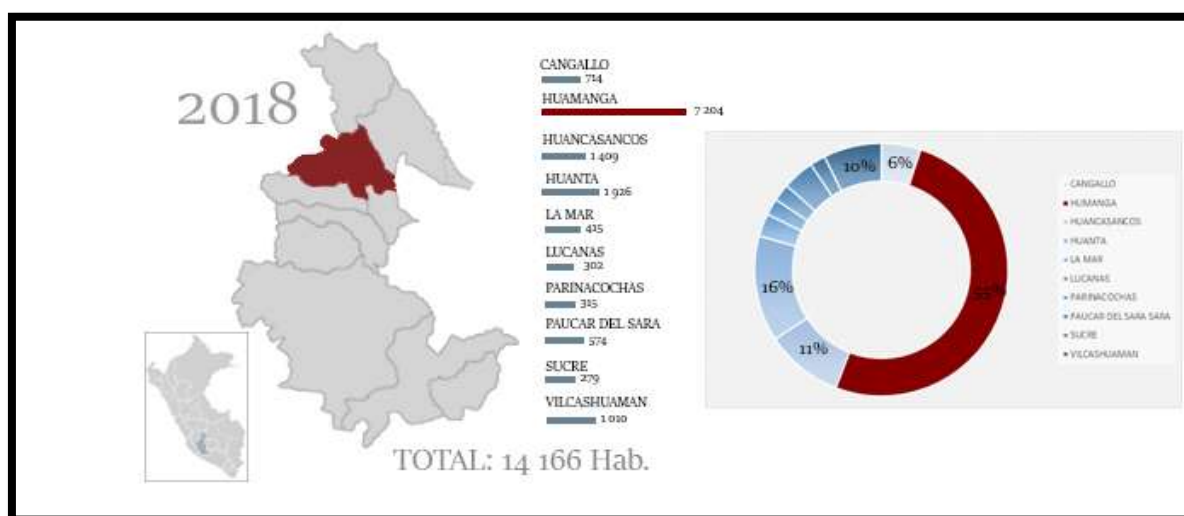 2018
CANGALLO
714
HUAMANGA
7 204
HUANCASANCOS
1 409
HUANTA
1 926
LA MAR
415
LUCANAS
302
PARINACOCHAS
315
PAUCAR DEL SARA
574
SUCRE
279
VILCASHUAMAN
1 010
TOTAL: 14 166 Hab.
10%
6%
16%
11%
CANGALLO
HUMANGA
HUANCASANCOS
HUANTA
LA MAR
LUCANAS
PARINACOCHAS
PAUCAR DEL SARA SARA
SUCRE
VILCASHUAMAN